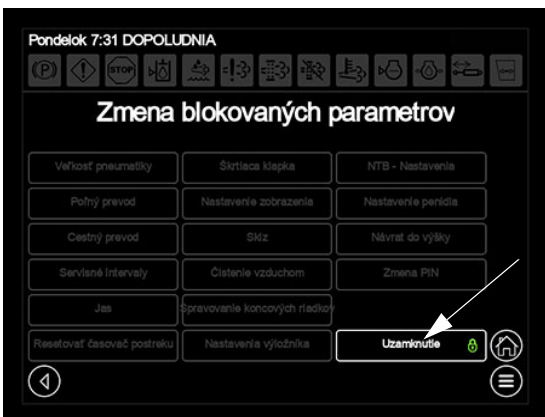 Pondelok 7:31 DOPOLUDNIA
(P) STOP
Zmena blokovaných parametrov
Veľkosť pneumatiky Škrtiaca klapka NTB - Nastavenia
Poľný prevod Nastavenie zobrazenia Nastavenie penidla
Cestný prevod Sklz Návrat do výšky
Servisné intervaly Čistenie vzduchom Zmena PIN
Jas Spravovanie koncových riadkov
Resetovať časovač postreku Nastavenia výložníka Uzamknutie